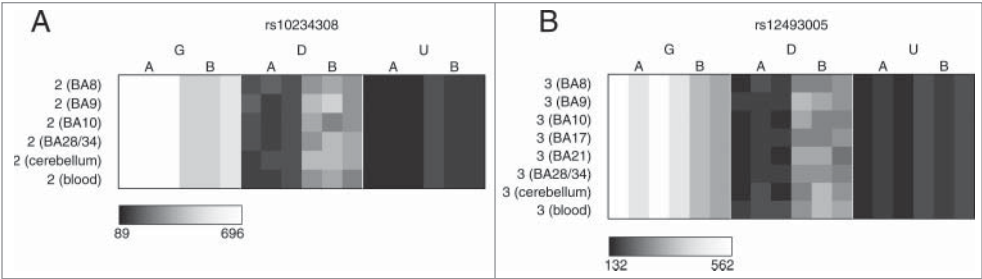 A
rs10234308
G D U
A B A B A B
2 (BA8)
2 (BA9)
2 (BA10)
2 (BA28/34)
2 (cerebellum)
2 (blood)
89 696
B
rs12493005
G D U
A B A B A B
3 (BA8)
3 (BA9)
3 (BA10)
3 (BA17)
3 (BA21)
3 (BA28/34)
3 (cerebellum)
3 (blood)
132 562